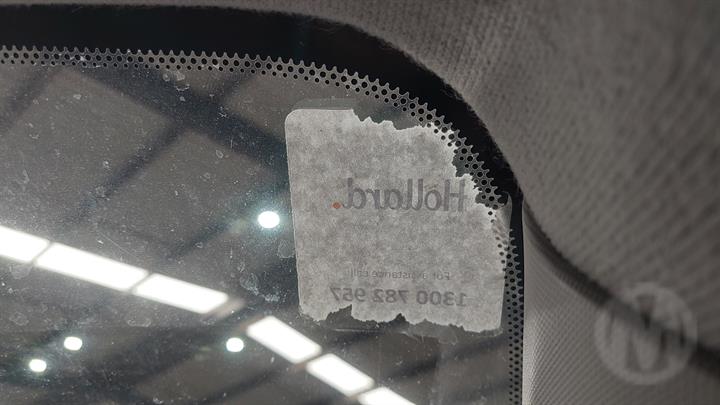 Hollard.
For assistance call
1300 782 957
M